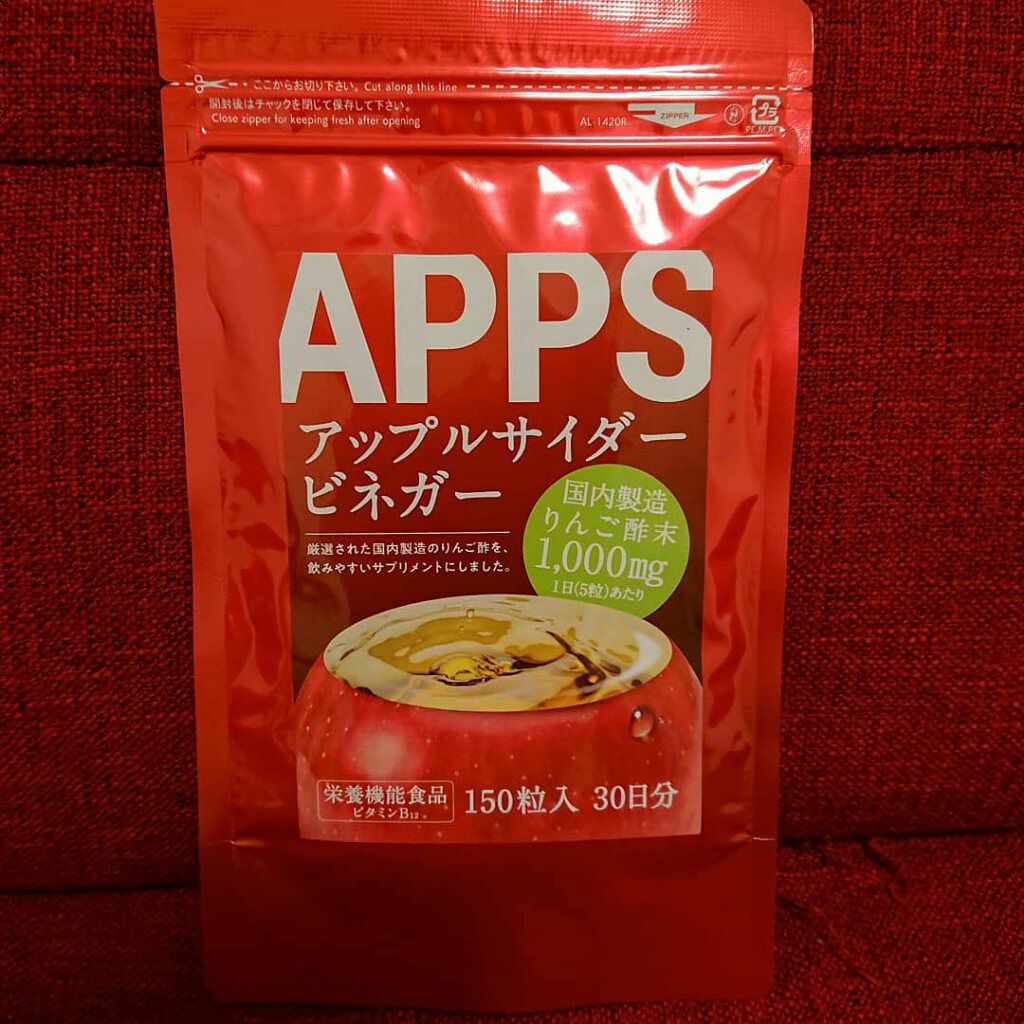 ここからお切り下さい。Cut along this line
開封後はチャックを閉じて保存して下さい。
Close zipper for keeping fresh after opening
AL-1420R
ZIPPER
プラ
PE,M,PE
APPS
アップルサイダー
ビネガー
国内製造
りんご酢末
1,000mg
1日(5粒)あたり
厳選された国内製造のりんご酢を、
飲みやすいサプリメントにしました。
栄養機能食品
ビタミンB12
150粒入 30日分